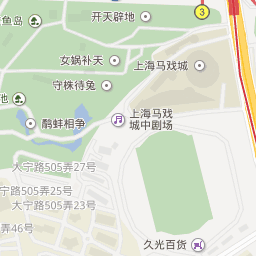 鱼岛
开天辟地
3
女娲补天
上海马戏城
守株待兔
池
鹬蚌相争
上海马戏
城中剧场
大宁路505弄27号
大宁路505弄25号
大宁路505弄23号
弄46号
久光百货